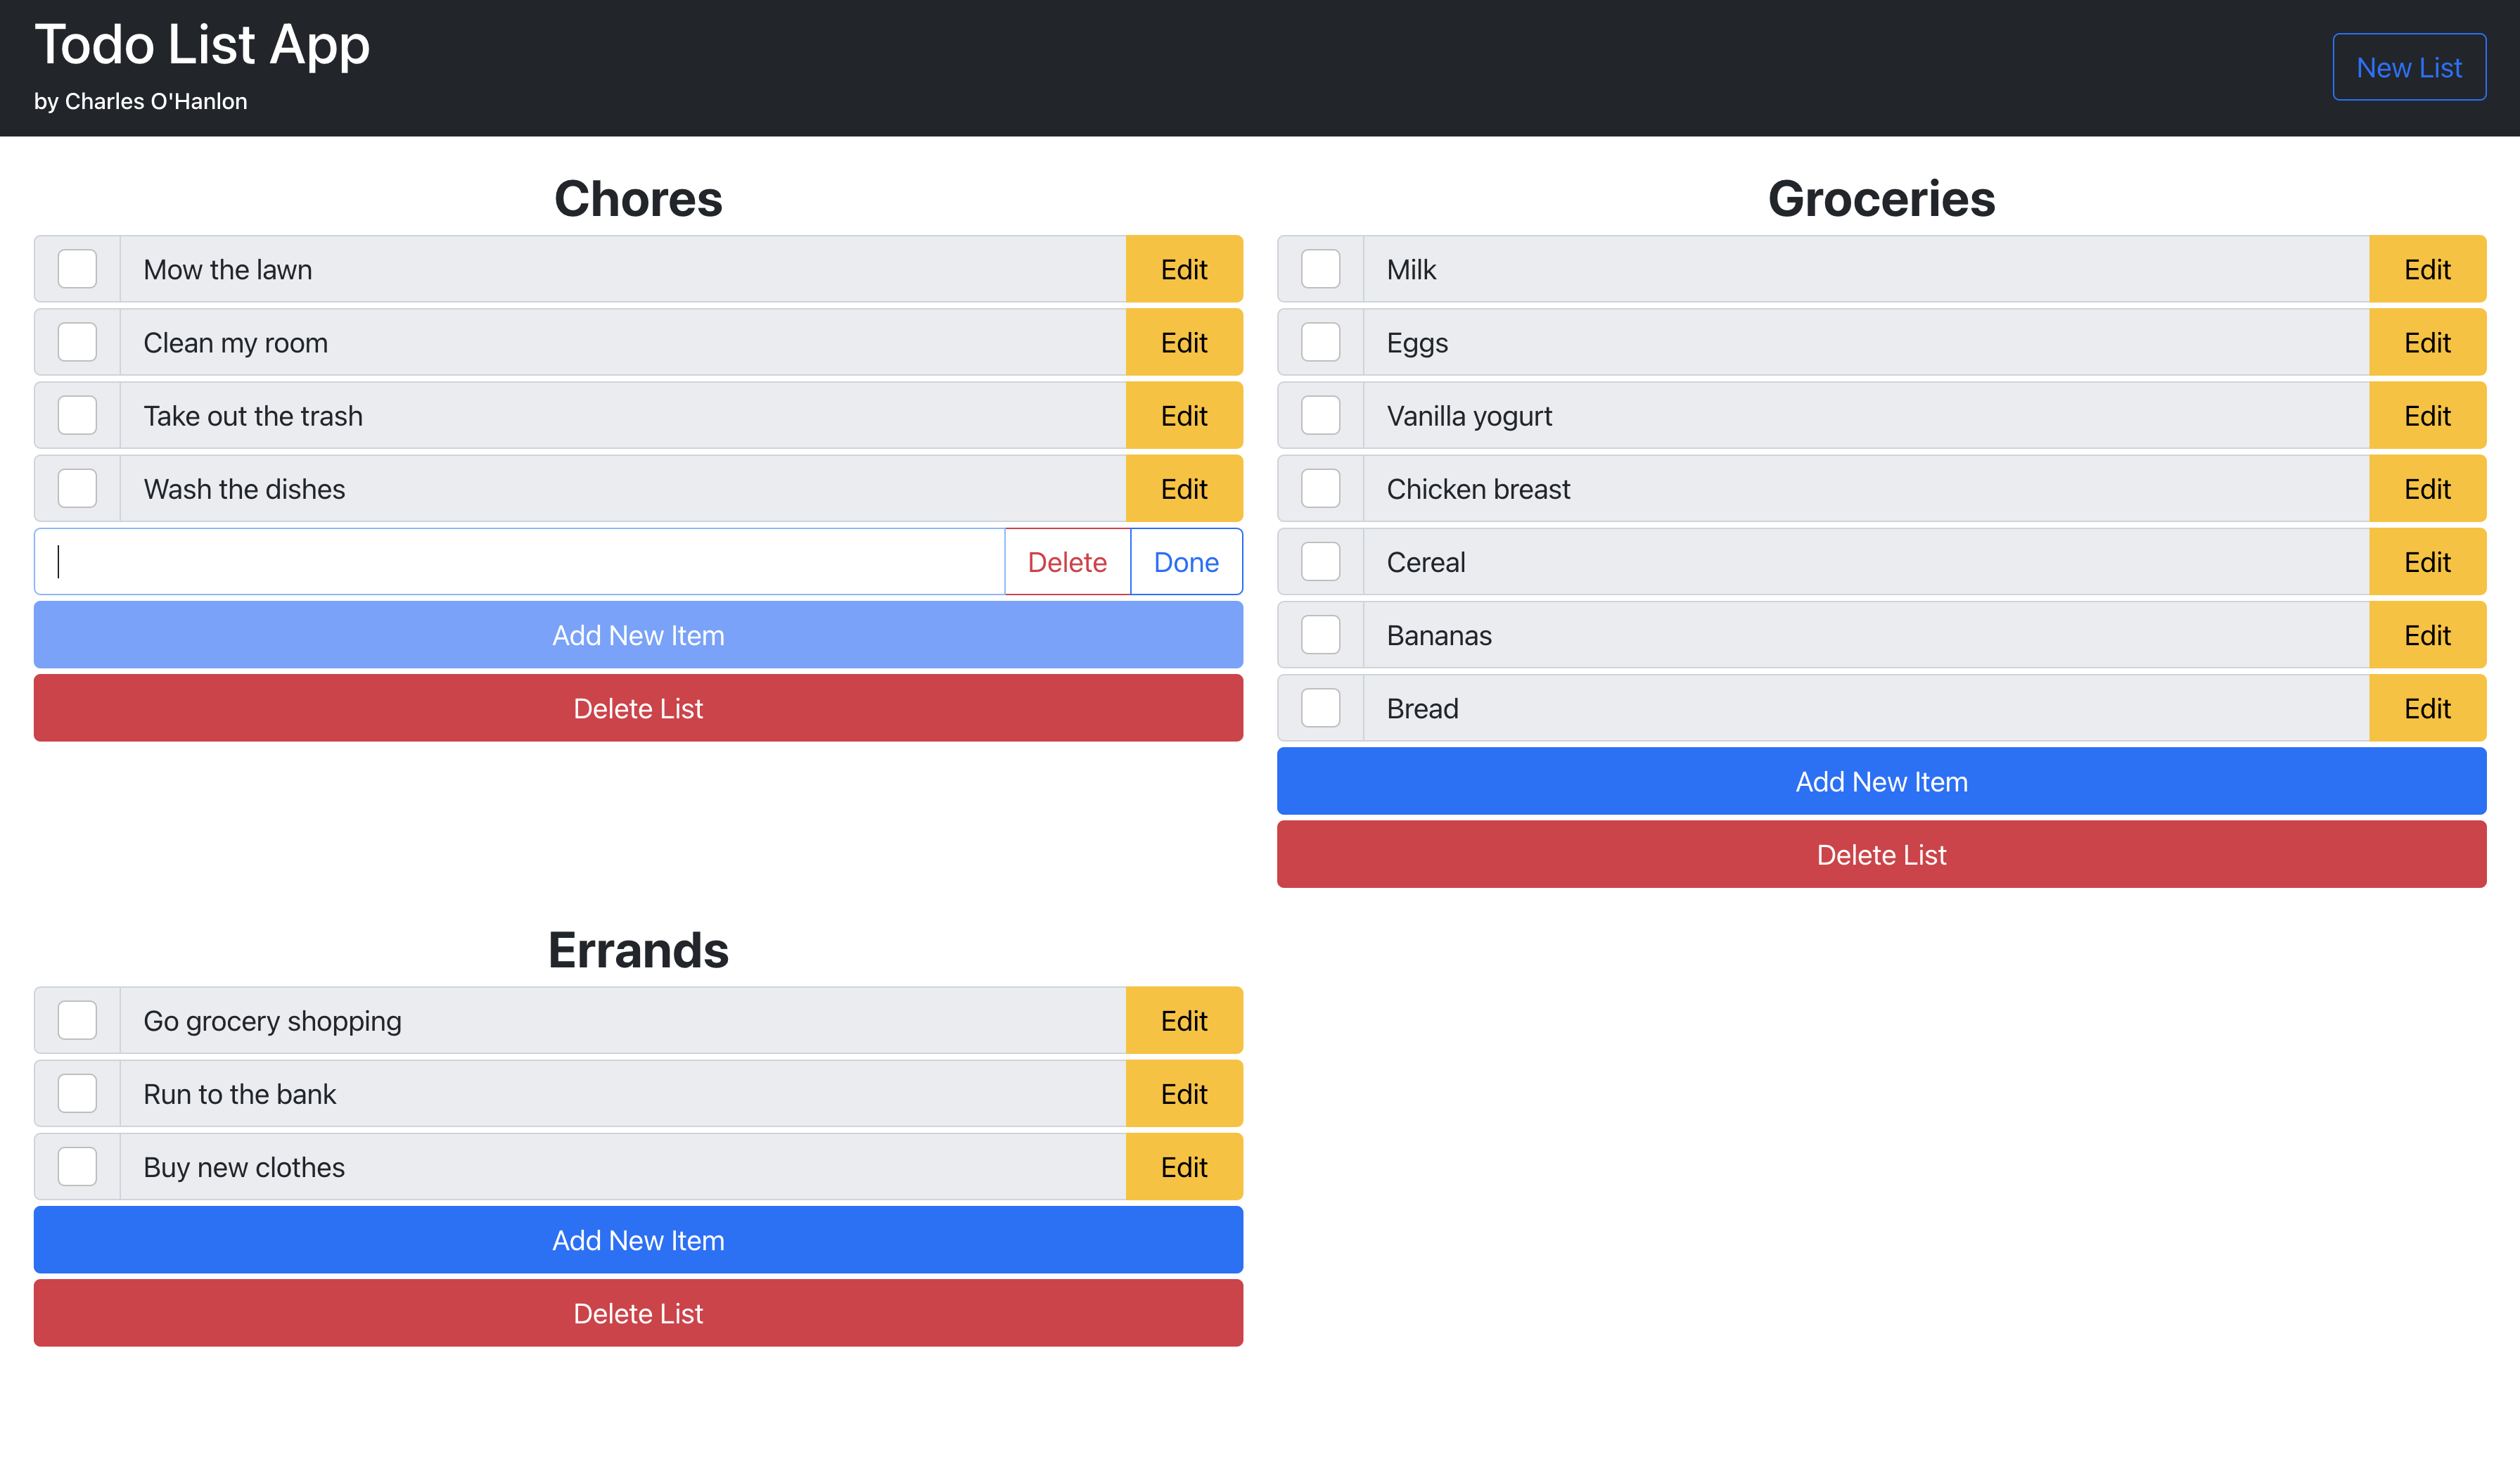 Todo List App
by Charles O'Hanlon
New List
Chores
Mow the lawn Edit
Clean my room Edit
Take out the trash Edit
Wash the dishes Edit
Delete Done
Add New Item
Delete List
Groceries
Milk Edit
Eggs Edit
Vanilla yogurt Edit
Chicken breast Edit
Cereal Edit
Bananas Edit
Bread Edit
Add New Item
Delete List
Errands
Go grocery shopping Edit
Run to the bank Edit
Buy new clothes Edit
Add New Item
Delete List